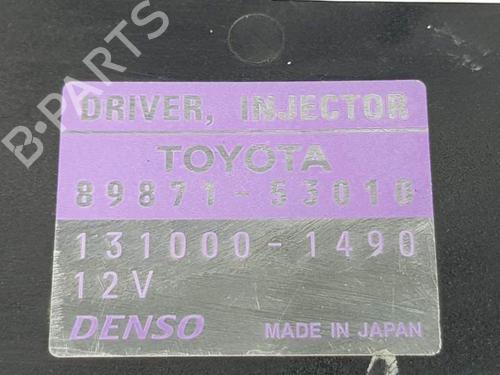 B-PARTS
DRIVER, INJECTOR
TOYOTA
89871-53010
131000-1490
12V
DENSO
MADE IN JAPAN